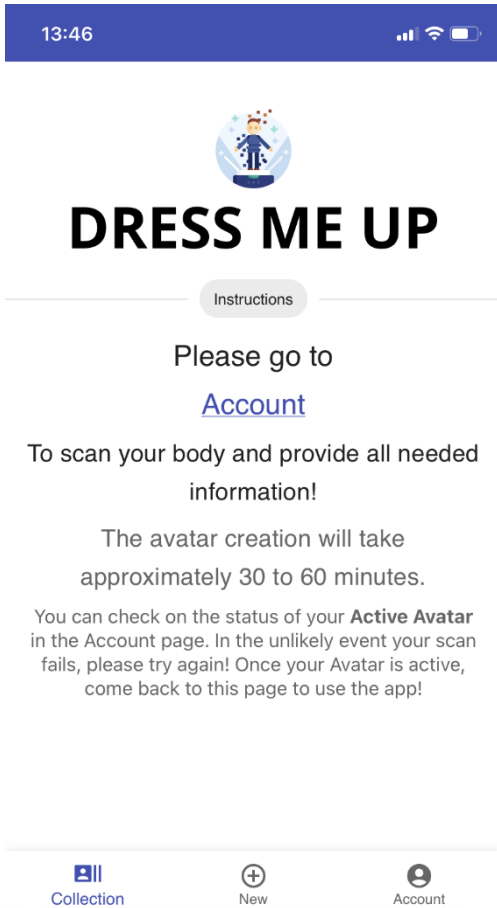 13:46
DRESS ME UP
Instructions
Please go to
Account
To scan your body and provide all needed
information!
The avatar creation will take
approximately 30 to 60 minutes.
You can check on the status of your Active Avatar
in the Account page. In the unlikely event your scan
fails, please try again! Once your Avatar is active,
come back to this page to use the app!
Collection
New
Account